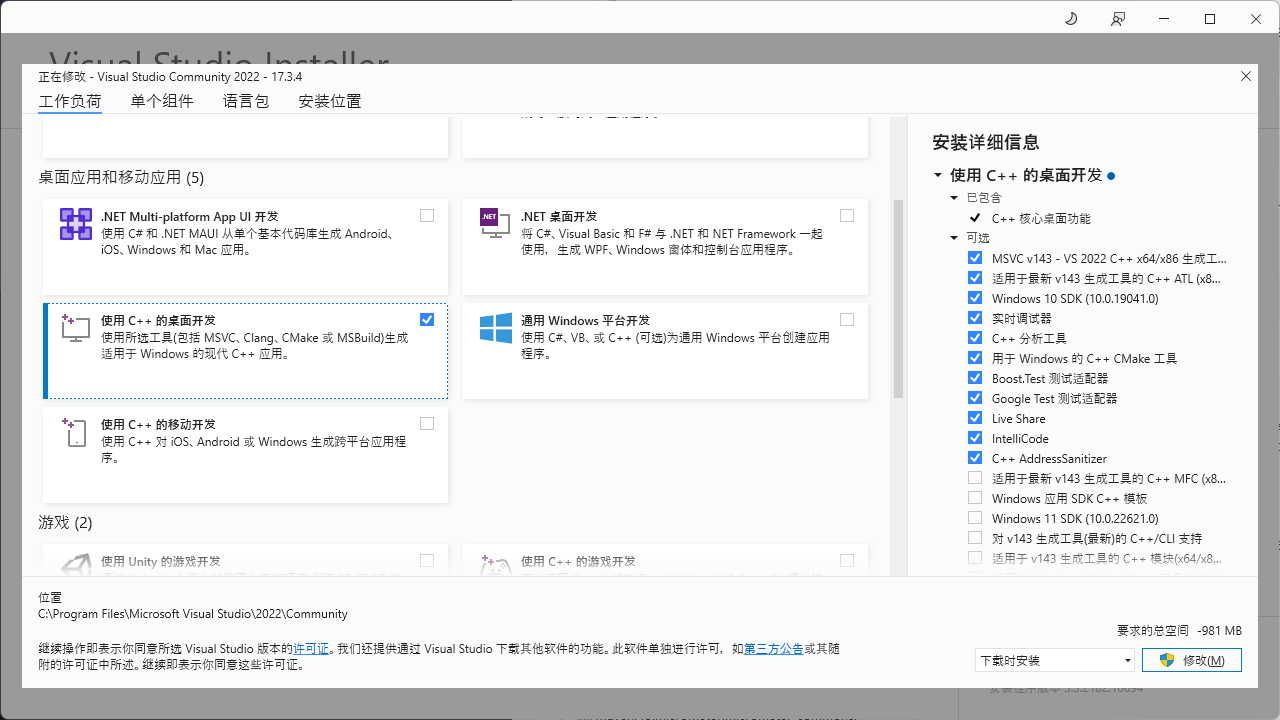 Visual Studio Installer
正在修改 - Visual Studio Community 2022 - 17.3.4
工作负荷 单个组件 语言包 安装位置
桌面应用和移动应用 (5)
.NET Multi-platform App UI 开发
使用 C# 和 .NET MAUI 从单个基本代码库生成 Android、
iOS、Windows 和 Mac 应用。
.NET 桌面开发
将 C#、Visual Basic 和 F# 与 .NET 和 NET Framework 一起
使用，生成 WPF、Windows 窗体和控制台应用程序。
使用 C++ 的桌面开发
使用所选工具(包括 MSVC、Clang、CMake 或 MSBuild)生成
适用于 Windows 的现代 C++ 应用。
通用 Windows 平台开发
使用 C#、VB、或 C++ (可选)为通用 Windows 平台创建应用
程序。
使用 C++ 的移动开发
使用 C++ 对 iOS、Android 或 Windows 生成跨平台应用程
序。
游戏 (2)
使用 Unity 的游戏开发
使用 C++ 的游戏开发
安装详细信息
使用 C++ 的桌面开发
已包含
C++ 核心桌面功能
可选
MSVC v143 - VS 2022 C++ x64/x86 生成工...
适用于最新 v143 生成工具的 C++ ATL (x8...
Windows 10 SDK (10.0.19041.0)
实时调试器
C++ 分析工具
用于 Windows 的 C++ CMake 工具
Boost.Test 测试适配器
Google Test 测试适配器
Live Share
IntelliCode
C++ AddressSanitizer
适用于最新 v143 生成工具的 C++ MFC (x8...
Windows 应用 SDK C++ 模板
Windows 11 SDK (10.0.22621.0)
对 v143 生成工具(最新)的 C++/CLI 支持
适用于 v143 生成工具的 C++ 模块(x64/x8...
位置
C:\Program Files\Microsoft Visual Studio\2022\Community
继续操作即表示你同意所选 Visual Studio 版本的许可证。我们还提供通过 Visual Studio 下载其他软件的功能。此软件单独进行许可，如第三方公告或其随
附的许可证中所述。继续即表示你同意这些许可证。
要求的总空间 -981 MB
下载时安装
修改(M)